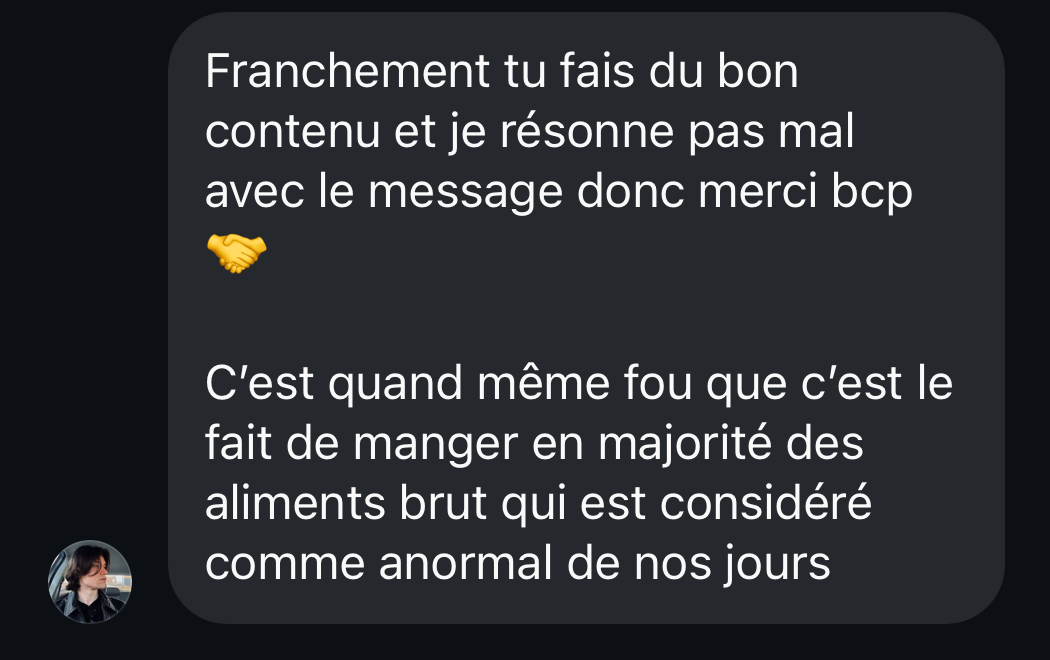 Franchement tu fais du bon
contenu et je résonne pas mal
avec le message donc merci bcp
🤝
C’est quand même fou que c’est le
fait de manger en majorité des
aliments brut qui est considéré
comme anormal de nos jours